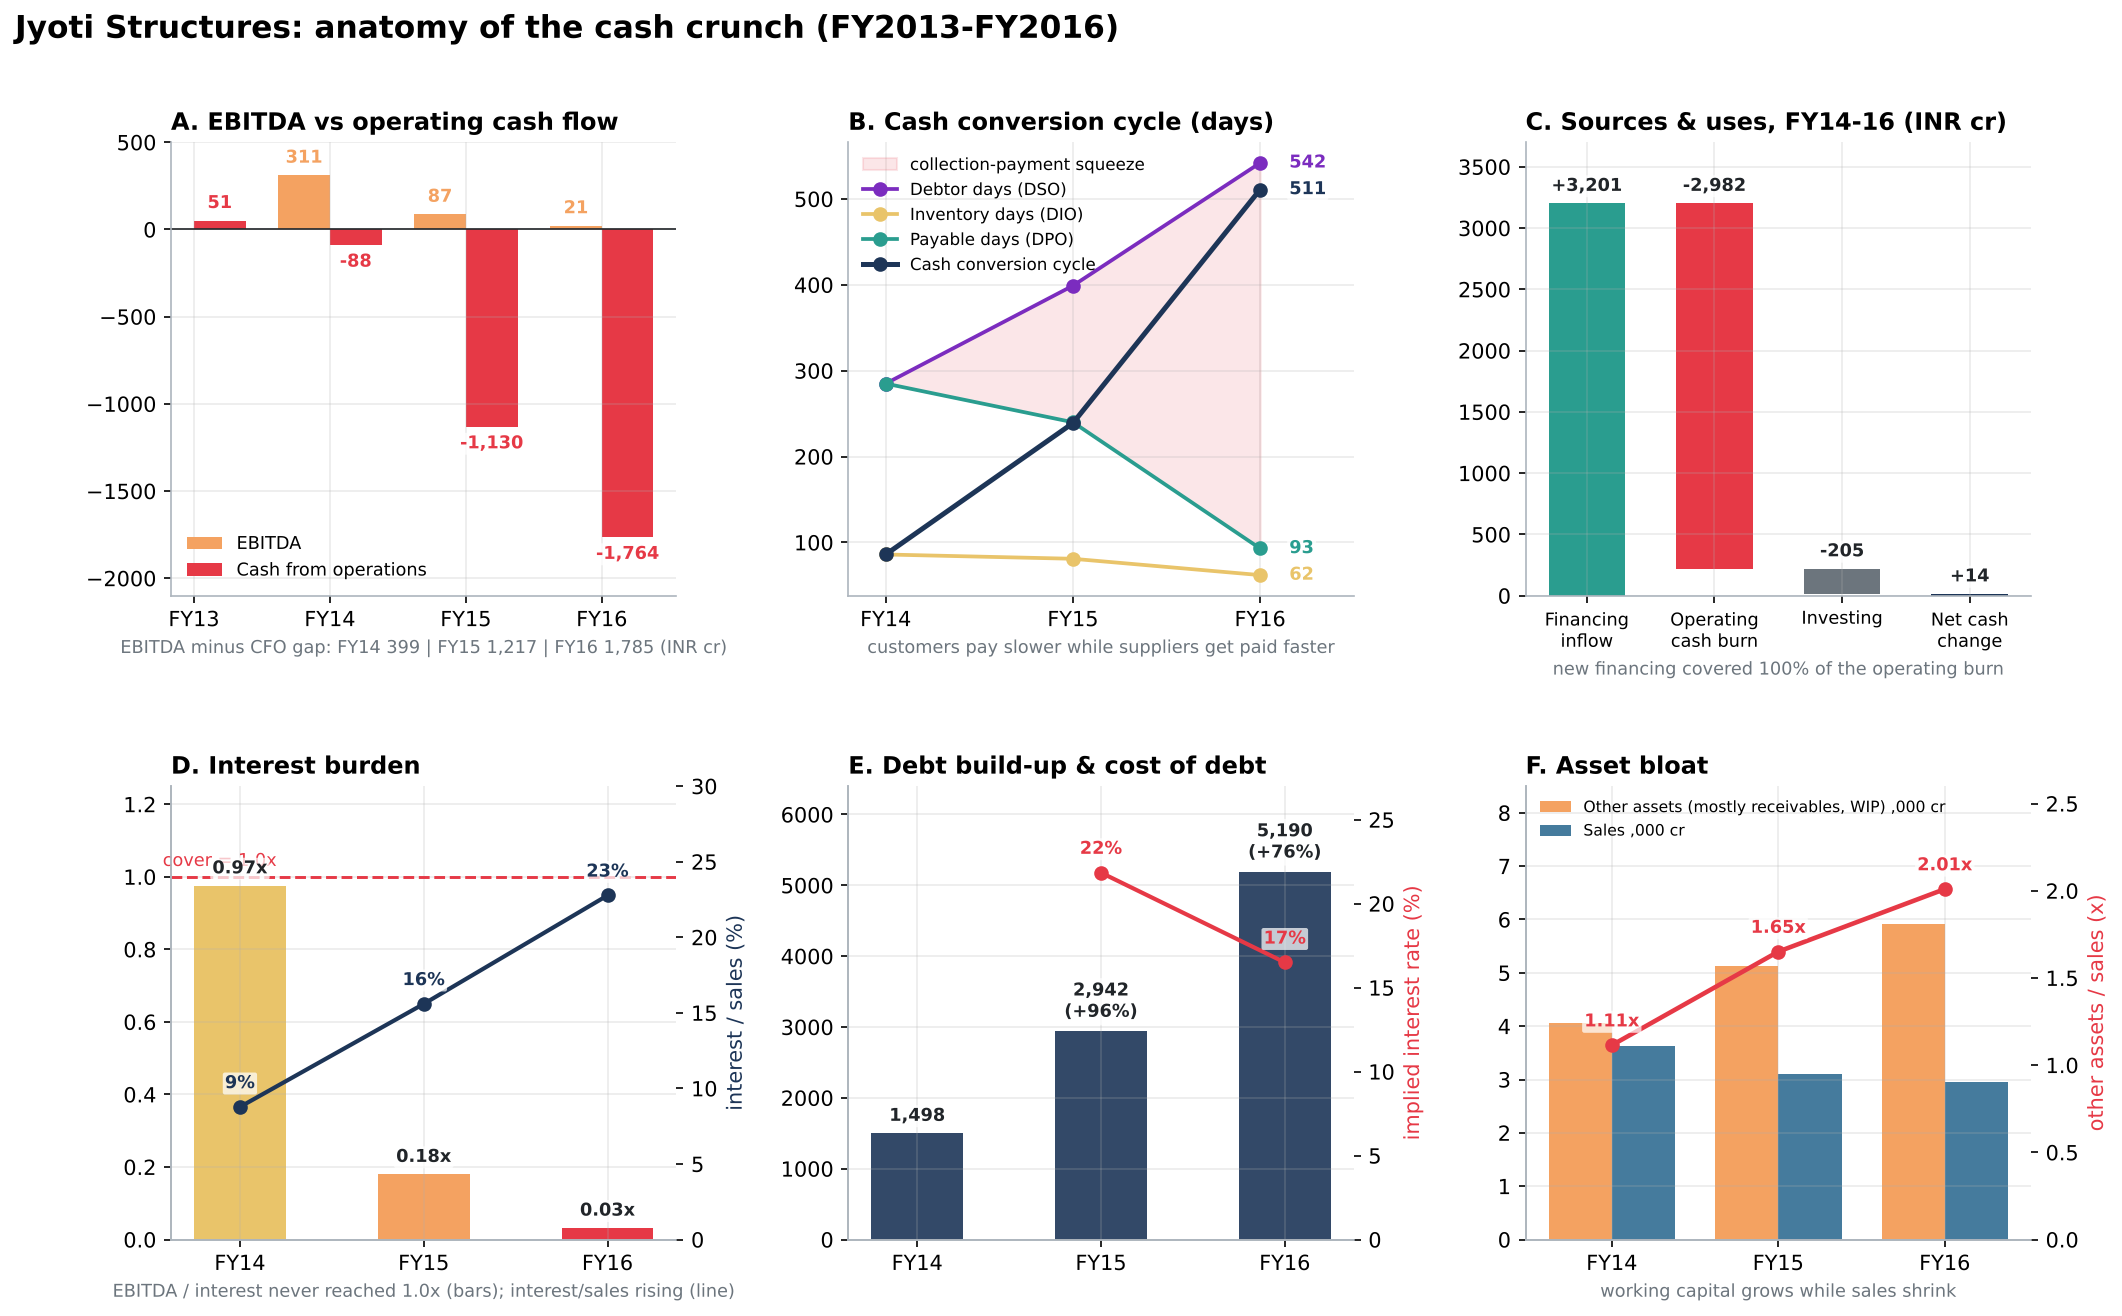 Jyoti Structures: anatomy of the cash crunch (FY2013-FY2016)
A. EBITDA vs operating cash flow
500
0
−500
−1000
−1500
−2000
51
311
-88
87
-1,130
21
-1,764
EBITDA
Cash from operations
FY13
FY14
FY15
FY16
EBITDA minus CFO gap: FY14 399 | FY15 1,217 | FY16 1,785 (INR cr)
B. Cash conversion cycle (days)
500
400
300
200
100
collection-payment squeeze
Debtor days (DSO)
Inventory days (DIO)
Payable days (DPO)
Cash conversion cycle
542
511
93
62
FY14
FY15
FY16
customers pay slower while suppliers get paid faster
C. Sources & uses, FY14-16 (INR cr)
3500
3000
2500
2000
1500
1000
500
0
+3,201
-2,982
-205
+14
Financing
inflow
Operating
cash burn
Investing
Net cash
change
new financing covered 100% of the operating burn
D. Interest burden
1.2
1.0
0.8
0.6
0.4
0.2
0.0
cover = 1.0x
0.97x
0.18x
0.03x
9%
16%
23%
30
25
20
15
10
5
0
interest / sales (%)
FY14
FY15
FY16
EBITDA / interest never reached 1.0x (bars); interest/sales rising (line)
E. Debt build-up & cost of debt
6000
5000
4000
3000
2000
1000
0
1,498
2,942
(+96%)
5,190
(+76%)
22%
17%
25
20
15
10
5
0
implied interest rate (%)
FY14
FY15
FY16
F. Asset bloat
8
7
6
5
4
3
2
1
0
Other assets (mostly receivables, WIP) ,000 cr
Sales ,000 cr
1.11x
1.65x
2.01x
2.5
2.0
1.5
1.0
0.5
0.0
other assets / sales (x)
FY14
FY15
FY16
working capital grows while sales shrink